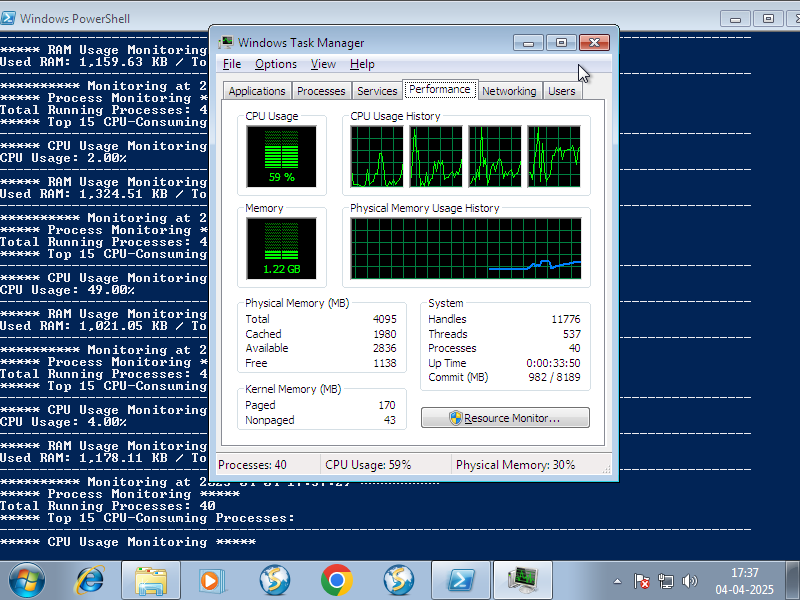 Windows PowerShell
***** RAM Usage Monitoring
Used RAM: 1,159.63 KB / To
********** Monitoring at 2
***** Process Monitoring *
Total Running Processes: 4
***** Top 15 CPU-Consuming
***** CPU Usage Monitoring
CPU Usage: 2.00%
***** RAM Usage Monitoring
Used RAM: 1,324.51 KB / To
********** Monitoring at 2
***** Process Monitoring *
Total Running Processes: 4
***** Top 15 CPU-Consuming
***** CPU Usage Monitoring
CPU Usage: 49.00%
***** RAM Usage Monitoring
Used RAM: 1,021.05 KB / To
********** Monitoring at 2
***** Process Monitoring *
Total Running Processes: 4
***** Top 15 CPU-Consuming
***** CPU Usage Monitoring
CPU Usage: 4.00%
***** RAM Usage Monitoring
Used RAM: 1,178.11 KB / To
********** Monitoring at
***** Process Monitoring *****
Total Running Processes: 40
***** Top 15 CPU-Consuming Processes:
***** CPU Usage Monitoring *****
Windows Task Manager
File Options View Help
Applications Processes Services Performance Networking Users
CPU Usage CPU Usage History
59 %
Memory Physical Memory Usage History
1.22 GB
Physical Memory (MB)
Total 4095
Cached 1980
Available 2836
Free 1138
Kernel Memory (MB)
Paged 170
Nonpaged 43
System
Handles 11776
Threads 537
Processes 40
Up Time 0:00:33:50
Commit (MB) 982 / 8189
Resource Monitor...
Processes: 40 CPU Usage: 59% Physical Memory: 30%
17:37
04-04-2025